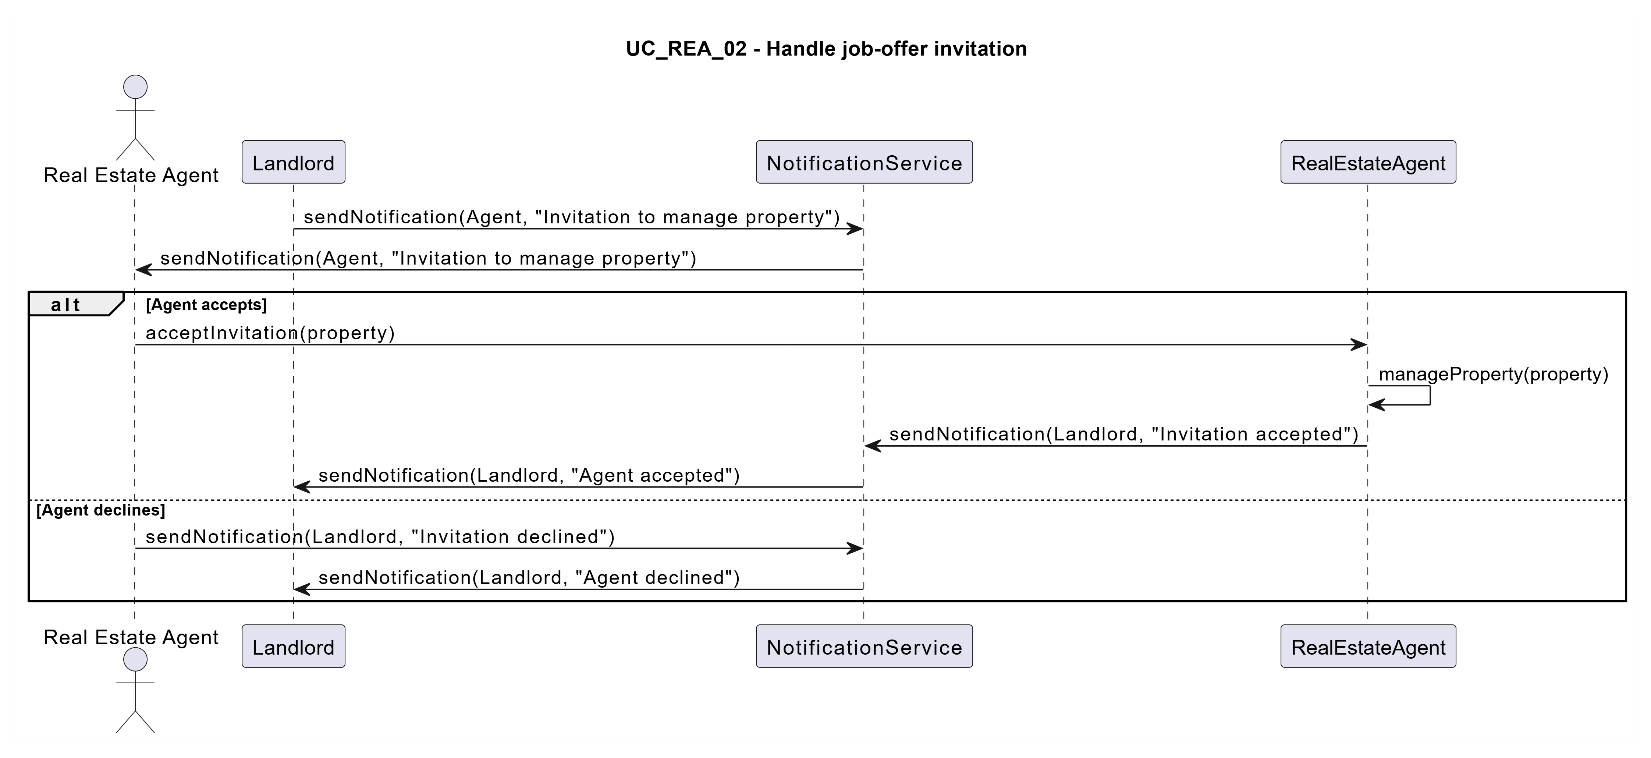 UC_REA_02 - Handle job-offer invitation
Real Estate Agent
Landlord
NotificationService
RealEstateAgent
sendNotification(Agent, "Invitation to manage property")
sendNotification(Agent, "Invitation to manage property")
alt
[Agent accepts]
acceptInvitation(property)
manageProperty(property)
sendNotification(Landlord, "Invitation accepted")
sendNotification(Landlord, "Agent accepted")
[Agent declines]
sendNotification(Landlord, "Invitation declined")
sendNotification(Landlord, "Agent declined")
Real Estate Agent
Landlord
NotificationService
RealEstateAgent